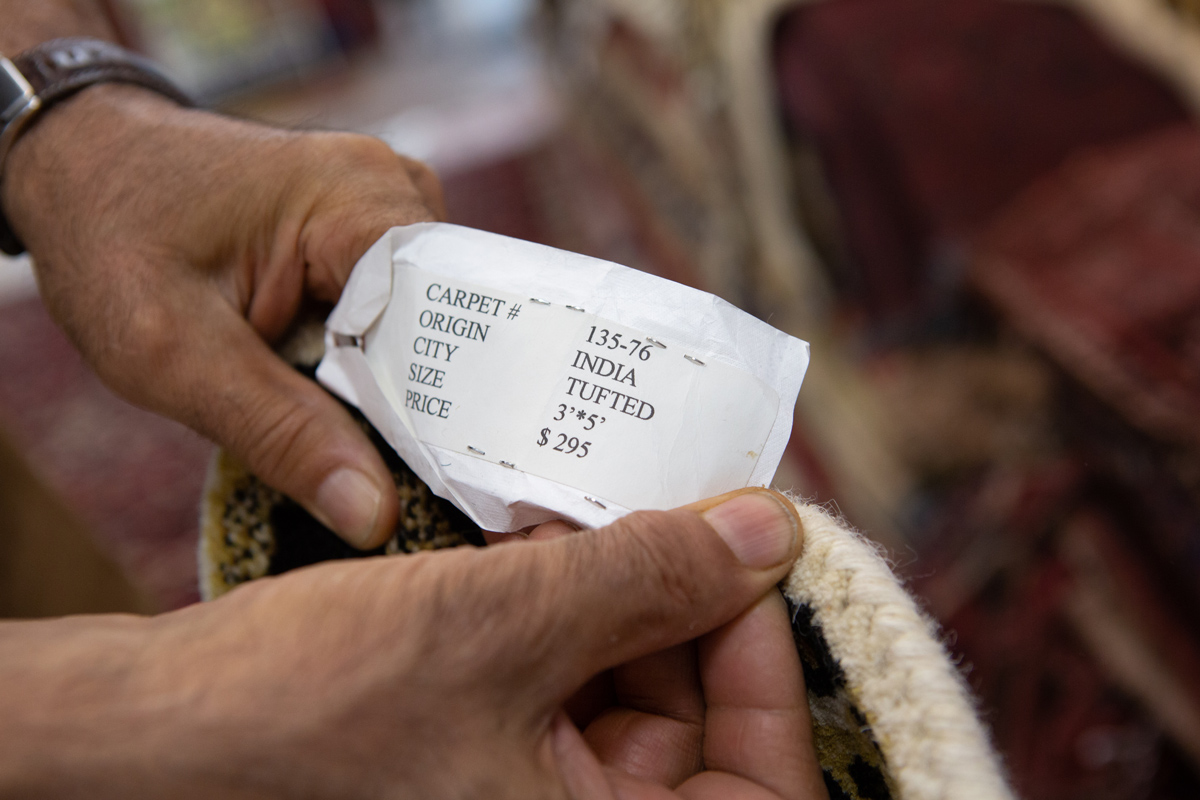 CARPET # 135-76
ORIGIN INDIA
CITY TUFTED
SIZE 3’*5’
PRICE $ 295